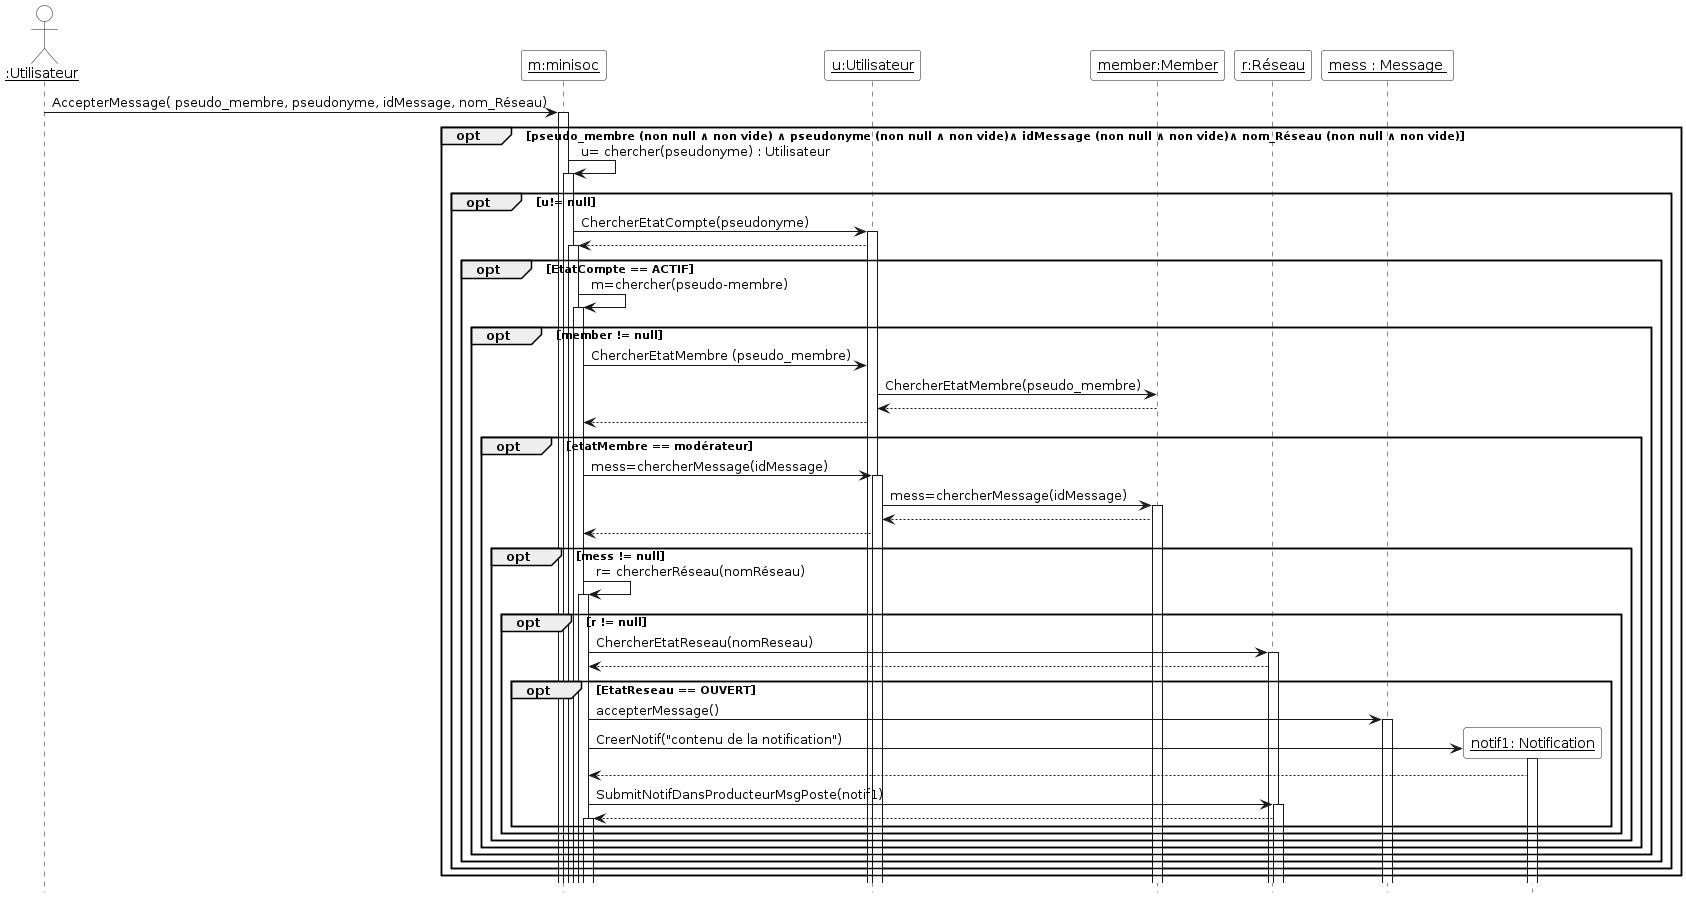 :Utilisateur
m:minisoc
u:Utilisateur
member:Member
r:Réseau
mess : Message
AccepterMessage( pseudo_membre, pseudonyme, idMessage, nom_Réseau)
opt [pseudo_membre (non null ∧ non vide) ∧ pseudonyme (non null ∧ non vide)∧ idMessage (non null ∧ non vide)∧ nom_Réseau (non null ∧ non vide)]
u= chercher(pseudonyme) : Utilisateur
opt [u!= null]
ChercherEtatCompte(pseudonyme)
opt [EtatCompte == ACTIF]
m=chercher(pseudo-membre)
opt [member != null]
ChercherEtatMembre (pseudo_membre)
ChercherEtatMembre(pseudo_membre)
opt [etatMembre == modérateur]
mess=chercherMessage(idMessage)
mess=chercherMessage(idMessage)
opt [mess != null]
r= chercherRéseau(nomRéseau)
opt [r != null]
ChercherEtatReseau(nomReseau)
opt [EtatReseau == OUVERT]
accepterMessage()
CreerNotif("contenu de la notification")
notif1: Notification
SubmitNotifDansProducteurMsgPoste(notif1)